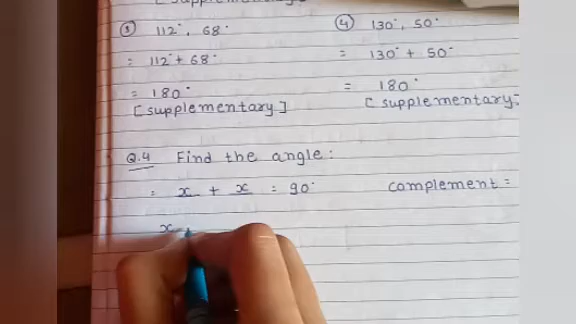 ③ 112°, 68°
= 112° + 68°
= 180°
[supplementary]
④ 130°, 50°
= 130° + 50°
= 180°
[supplementary]
Q.4 Find the angle:
= x + x = 90° complement =
x